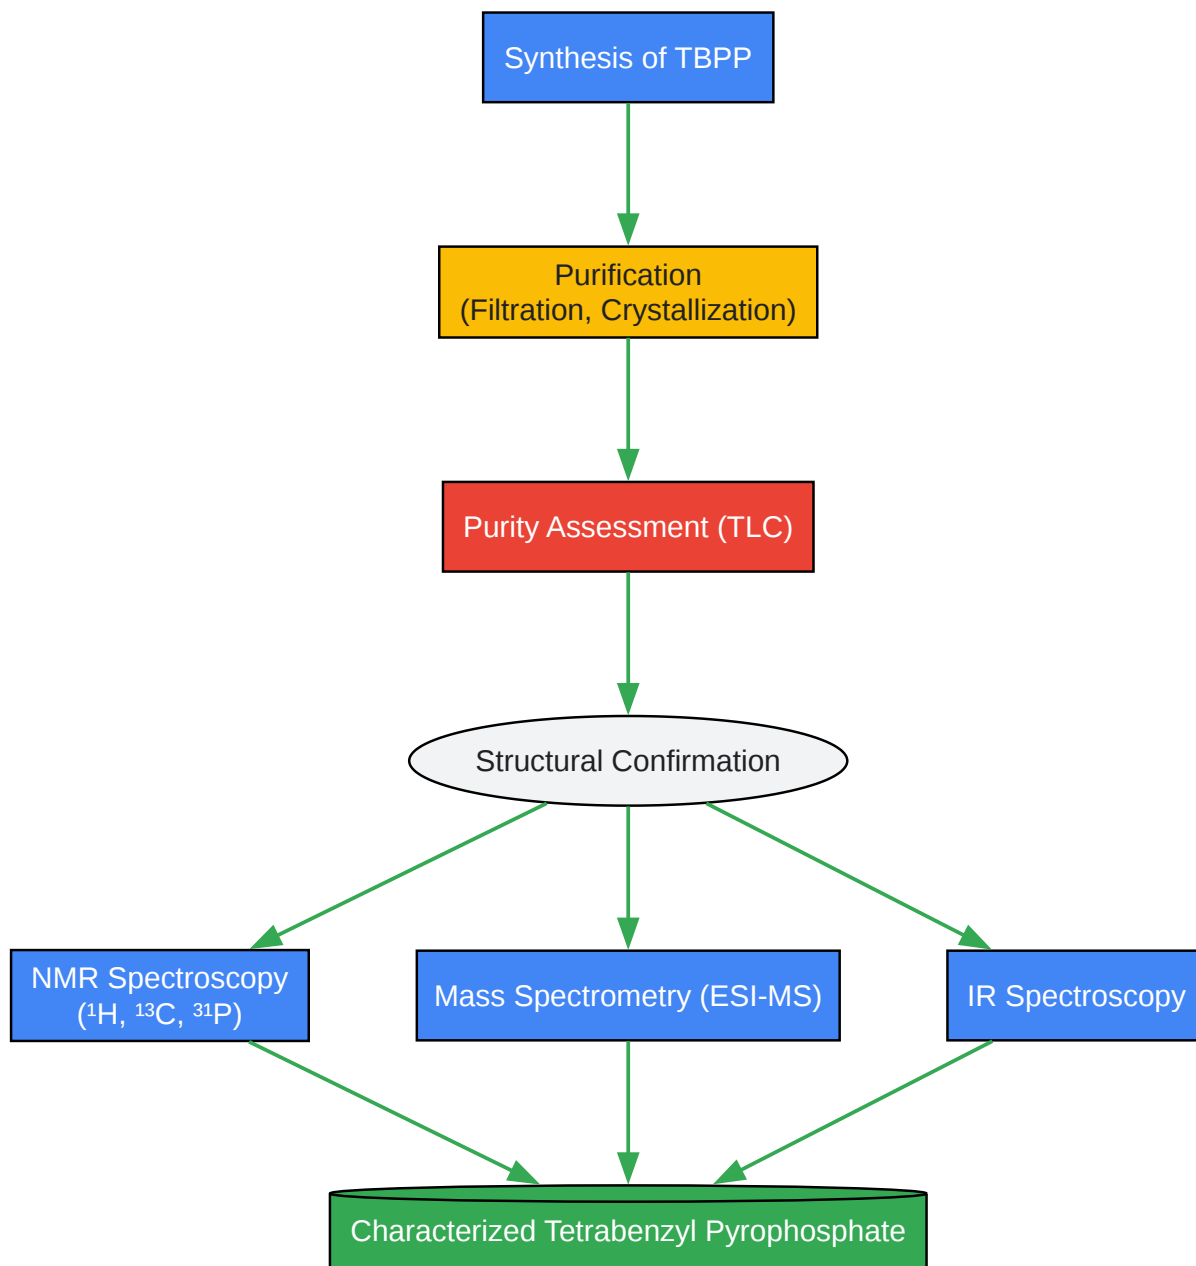 Synthesis of TBPP
Purification
(Filtration, Crystallization)
Purity Assessment (TLC)
Structural Confirmation
NMR Spectroscopy
(¹H, ¹³C, ³¹P)
Mass Spectrometry (ESI-MS)
IR Spectroscopy
Characterized Tetrabenzyl Pyrophosphate